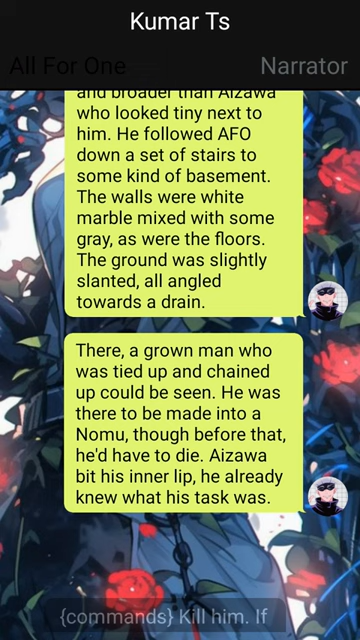 Kumar Ts
All For One Narrator
and broader than Aizawa
who looked tiny next to
him. He followed AFO
down a set of stairs to
some kind of basement.
The walls were white
marble mixed with some
gray, as were the floors.
The ground was slightly
slanted, all angled
towards a drain.
There, a grown man who
was tied up and chained
up could be seen. He was
there to be made into a
Nomu, though before that,
he'd have to die. Aizawa
bit his inner lip, he already
knew what his task was.
{commands} Kill him. If